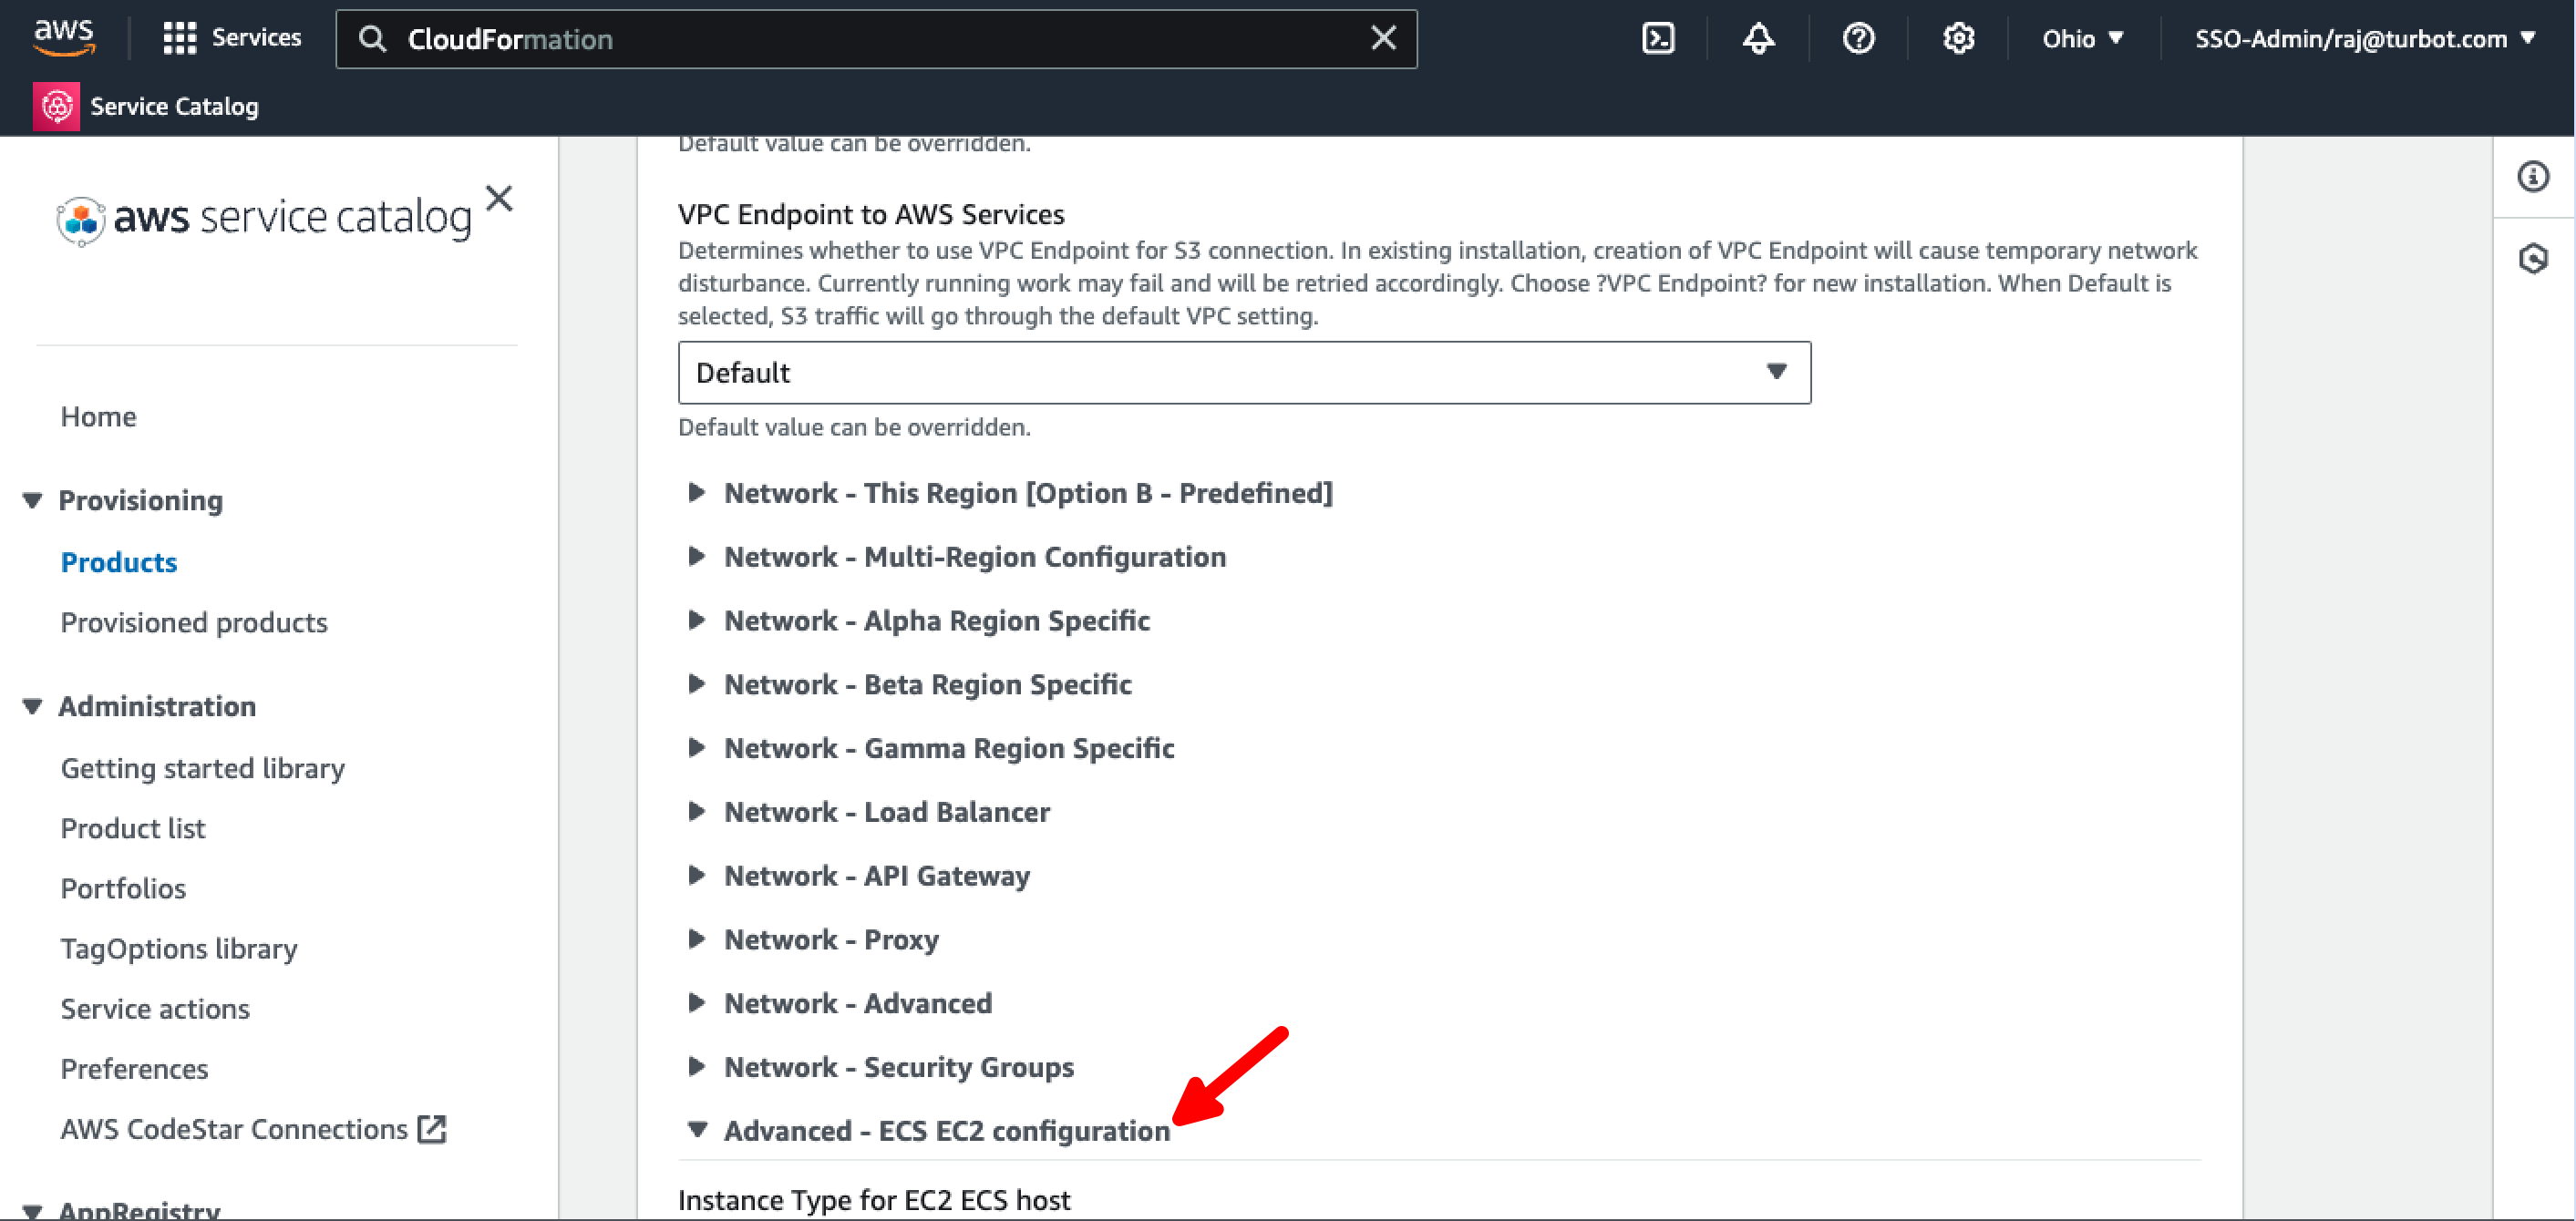 aws
Services
CloudFormation
Ohio ▼
SSO-Admin/raj@turbot.com ▼
Service Catalog
aws service catalog
Home
Provisioning
Products
Provisioned products
Administration
Getting started library
Product list
Portfolios
TagOptions library
Service actions
Preferences
AWS CodeStar Connections
AppRegistry
Default value can be overridden.
VPC Endpoint to AWS Services
Determines whether to use VPC Endpoint for S3 connection. In existing installation, creation of VPC Endpoint will cause temporary network
disturbance. Currently running work may fail and will be retried accordingly. Choose ?VPC Endpoint? for new installation. When Default is
selected, S3 traffic will go through the default VPC setting.
Default
Default value can be overridden.
Network - This Region [Option B - Predefined]
Network - Multi-Region Configuration
Network - Alpha Region Specific
Network - Beta Region Specific
Network - Gamma Region Specific
Network - Load Balancer
Network - API Gateway
Network - Proxy
Network - Advanced
Network - Security Groups
Advanced - ECS EC2 configuration
Instance Type for EC2 ECS host